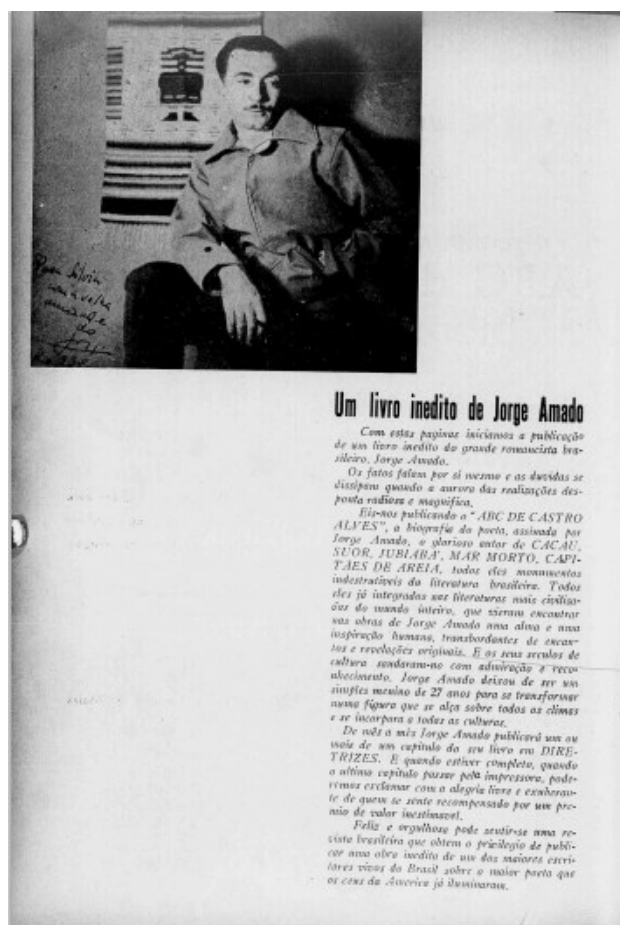 Para Silvia
com a velha
amizade
do
Um livro inedito de Jorge Amado
Com estas paginas iniciamos a publicação
de um livro inedito do grande romancista bra-
sileiro, Jorge Amado.
Os fatos falam por si mesmo e as duvidas se
dissipam quando a aurora das realizações des-
ponta radiosa e magnifica.
Eis-nos publicando o "ABC DE CASTRO
ALVES", a biografia do poeta, assinada por
Jorge Amado, o glorioso autor de CACAU,
SUOR, JUBIABA', MAR MORTO, CAPI-
TÃES DE AREIA, todos eles monumentos
indestrutiveis da literatura brasileira. Todos
eles já integrados nas literaturas mais civilisa-
das do mundo inteiro, que vieram encontrar
nas obras de Jorge Amado uma alma e uma
inspiração humana, transbordantes de encan-
tos e revelações originais. E os seus seculos de
cultura saudaram-no com admiração e reco-
nhecimento. Jorge Amado deixou de ser um
simples menino de 27 anos para se transformar
numa figura que se alça sobre todos os climas
e se incorpora a todas as culturas.
De mês a mês Jorge Amado publicará um ou
mais de um capitulo do seu livro em DIRE-
TRIZES. E quando estiver completo, quando
o ultimo capitulo passar pela impressora, pode-
remos exclamar com a alegria livre e exuberan-
te de quem se sente recompensado por um pre-
mio de valor inestimavel.
Feliz e orgulhosa pode sentir-se uma re-
vista brasileira que obtem o privilegio de publi-
car uma obra inedita de um dos maiores escri-
tores vivos do Brasil sobre o maior poeta que
os ceus da America já iluminaram.